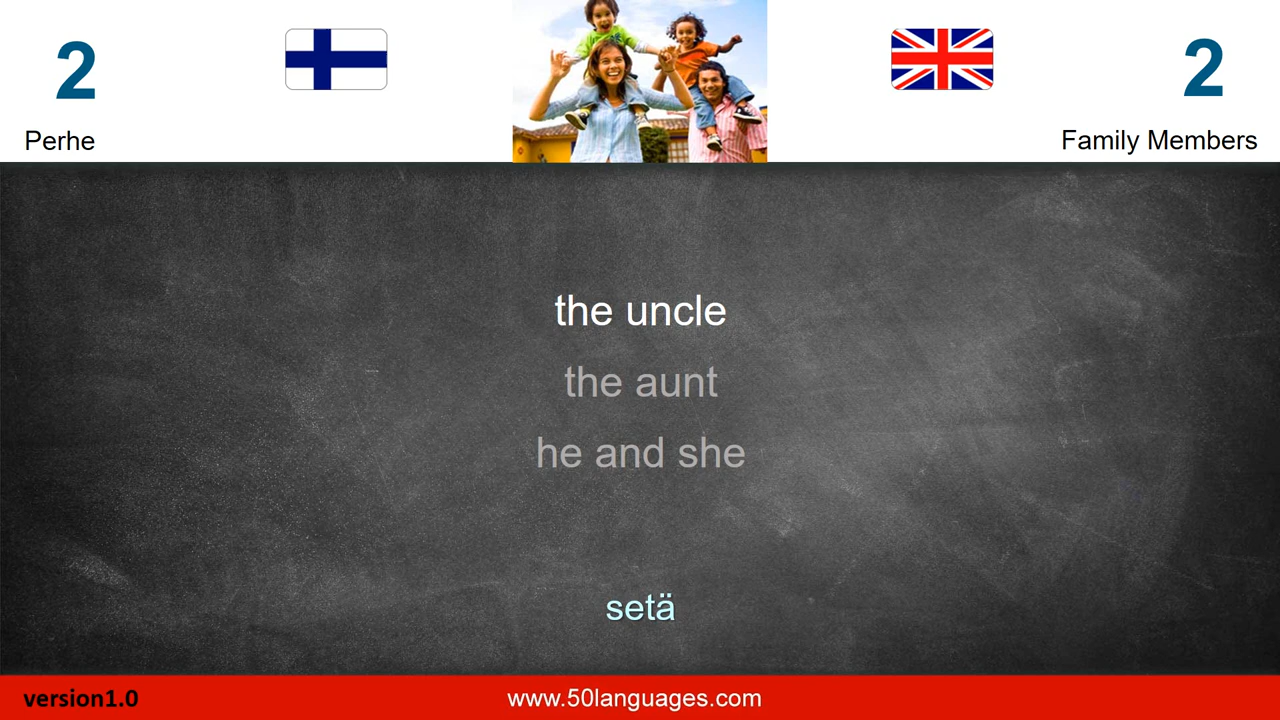 2
2
Perhe
Family Members
the uncle
the aunt
he and she
setä
version1.0
www.50languages.com